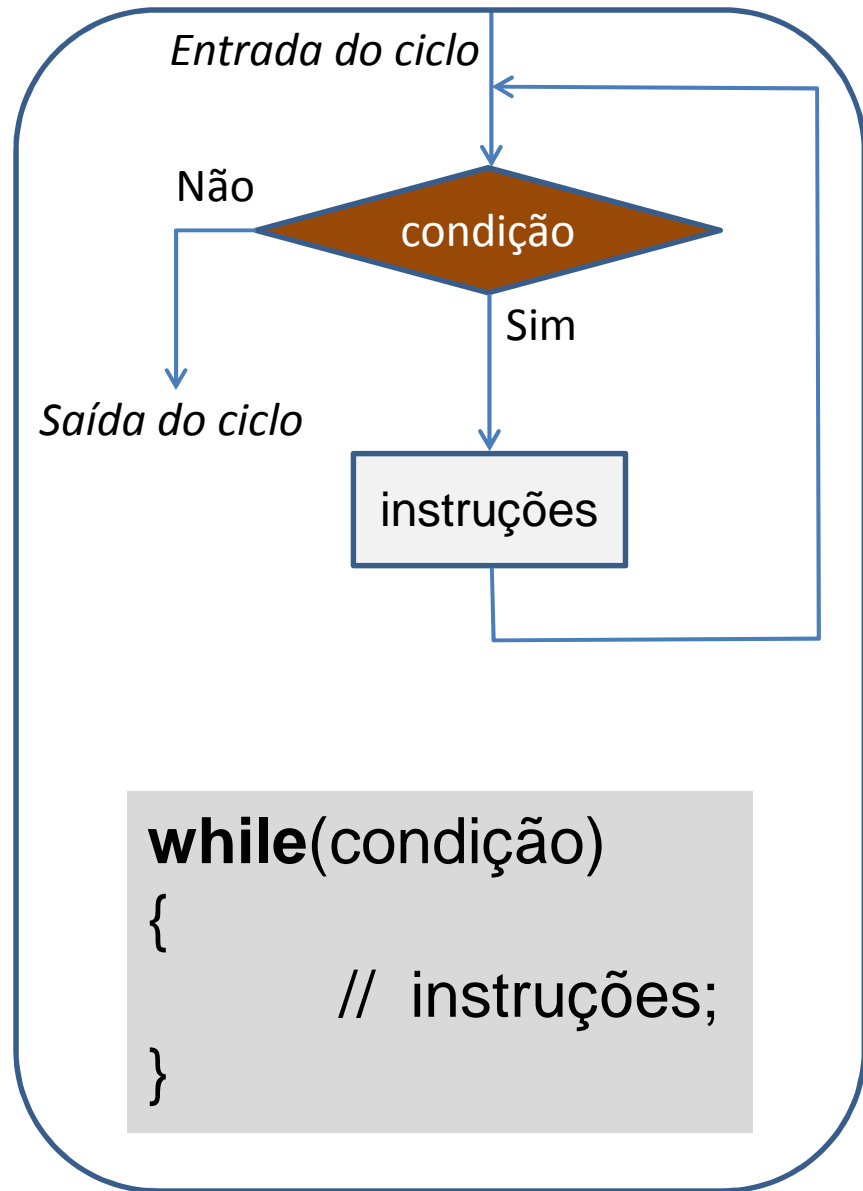 Entrada do ciclo
Não
condição
Sim
Saída do ciclo
instruções
while(condição)
{
// instruções;
}